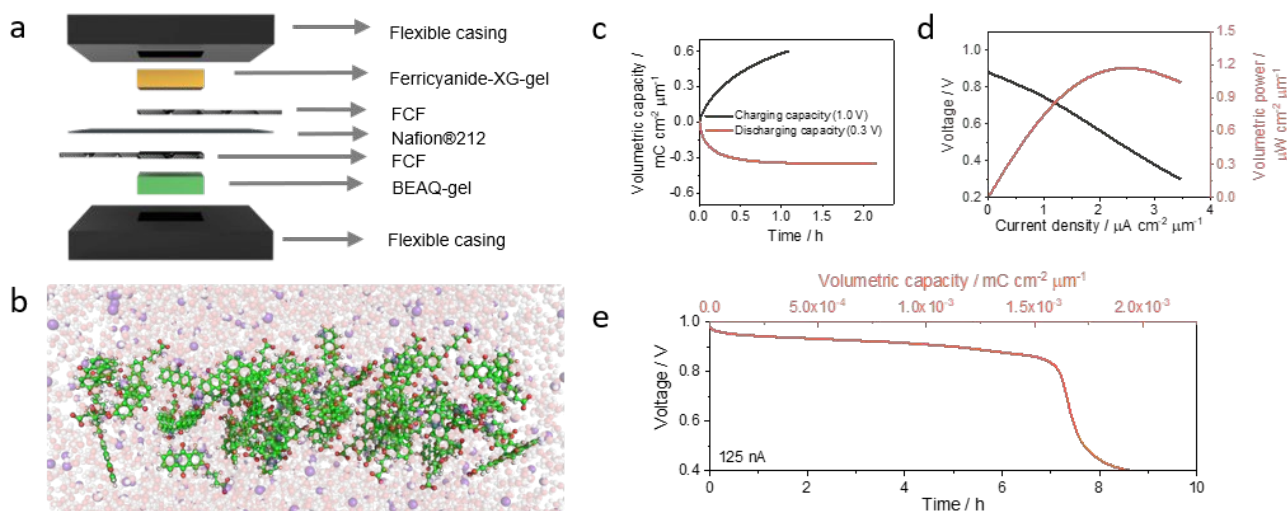 a
Flexible casing
Ferricyanide-XG-gel
FCF
Nafion®212
FCF
BEAQ-gel
Flexible casing
b
c
Volumetric capacity /
mC cm⁻² μm⁻¹
0.6
0.3
0.0
-0.3
-0.6
Charging capacity (1.0 V)
Discharging capacity (0.3 V)
0.0 0.5 1.0 1.5 2.0
Time / h
d
Voltage / V
1.0
0.8
0.6
0.4
0.2
0 1 2 3 4
Current density / μA cm⁻² μm⁻¹
1.5
1.2
0.9
0.6
0.3
0.0
Volumetric power /
μW cm⁻² μm⁻¹
e
Volumetric capacity / mC cm⁻² μm⁻¹
0.0 5.0x10⁻⁴ 1.0x10⁻³ 1.5x10⁻³ 2.0x10⁻³
Voltage / V
1.0
0.8
0.6
0.4
125 nA
0 2 4 6 8 10
Time / h